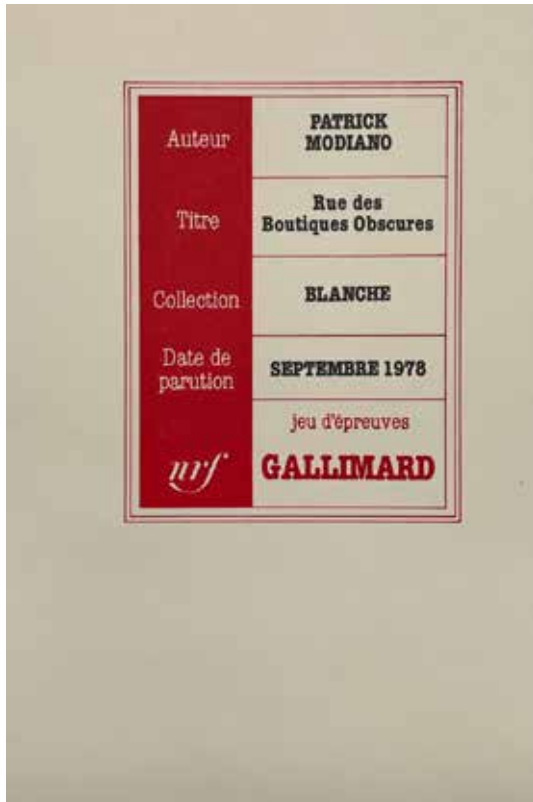 Auteur
PATRICK
MODIANO
Titre
Rue des
Boutiques Obscures
Collection
BLANCHE
Date de
parution
SEPTEMBRE 1978
jeu d'épreuves
nrf
GALLIMARD